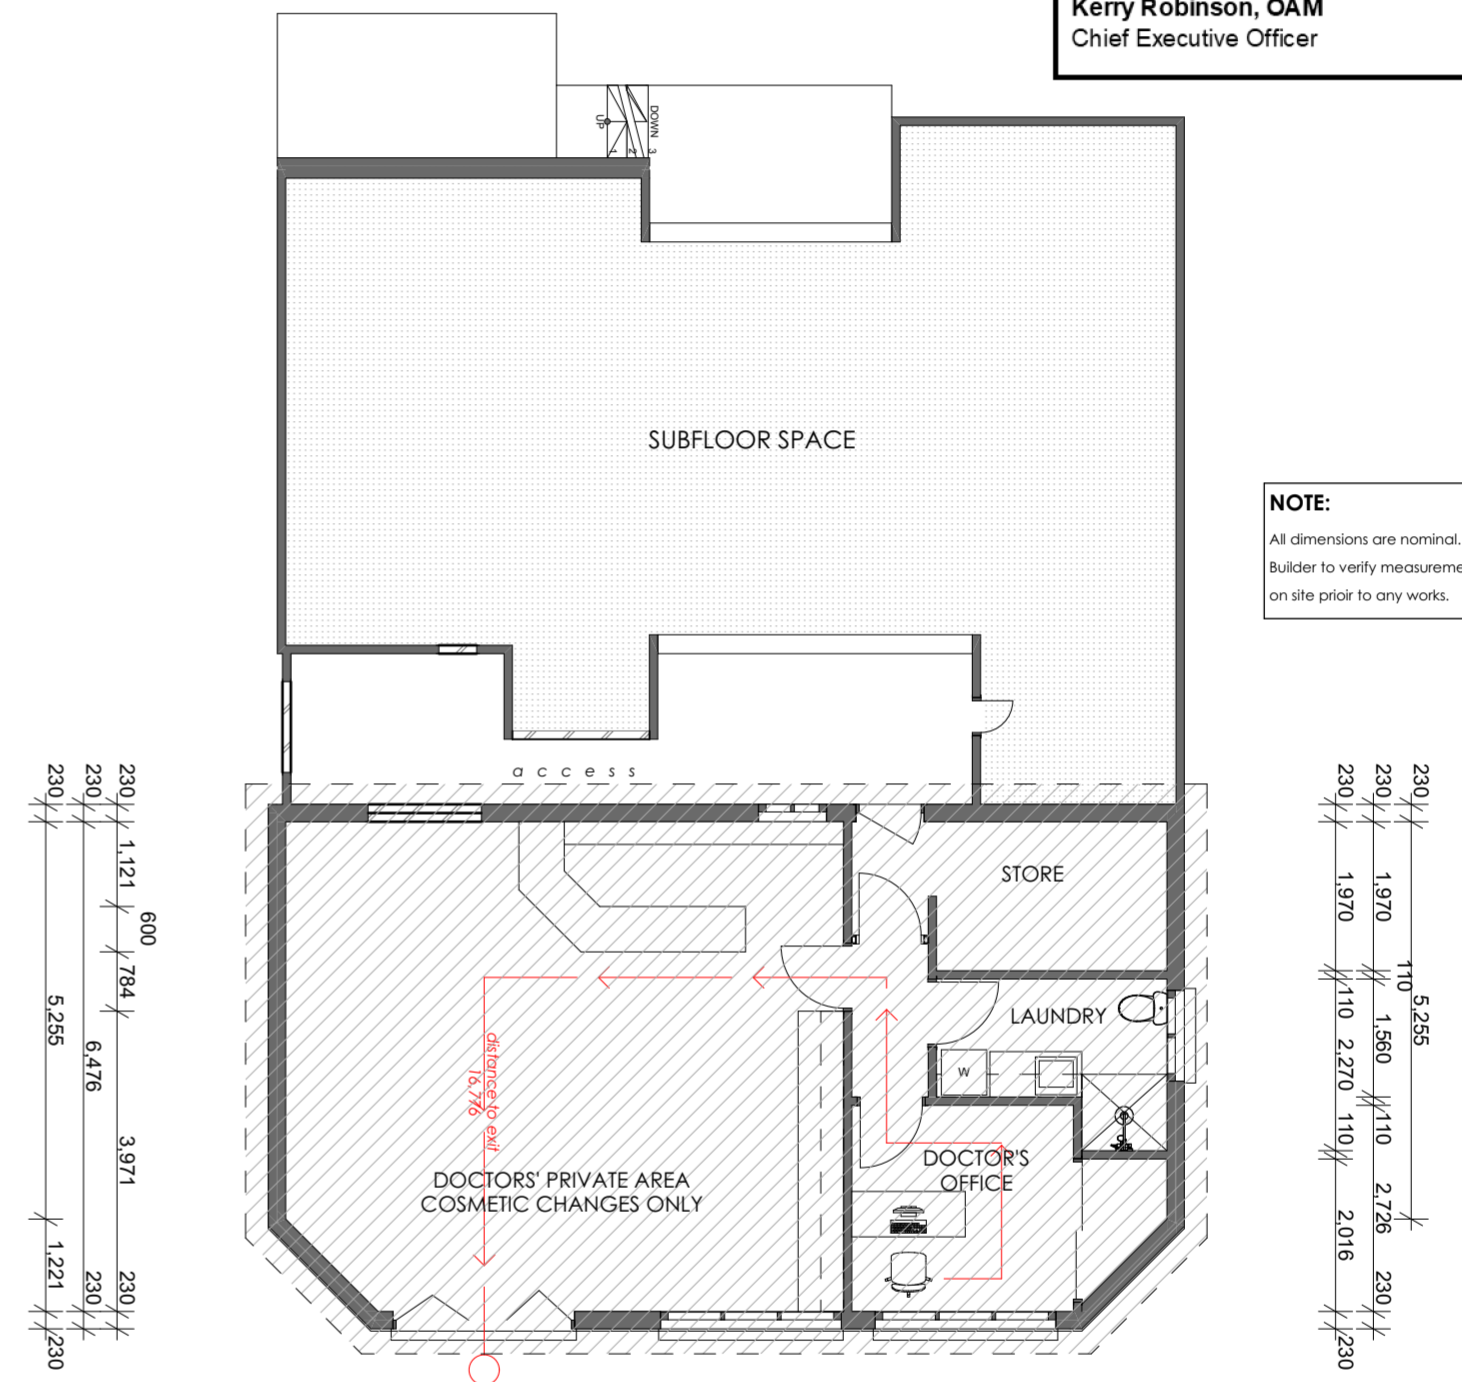 Kerry Robinson, OAM
Chief Executive Officer
UP
DOWN
1
2
3
SUBFLOOR SPACE
NOTE:
All dimensions are nominal.
Builder to verify measureme
on site prioir to any works.
access
230
230
230
1,121
600
784
5,255
6,476
3,971
1,221
230
230
230
STORE
LAUNDRY
W
distance to exit
16,776
DOCTOR'S
OFFICE
DOCTORS' PRIVATE AREA
COSMETIC CHANGES ONLY
230
230
230
1,970
1,970
110
110
5,255
1,560
2,270
110
110
2,726
2,016
230
230